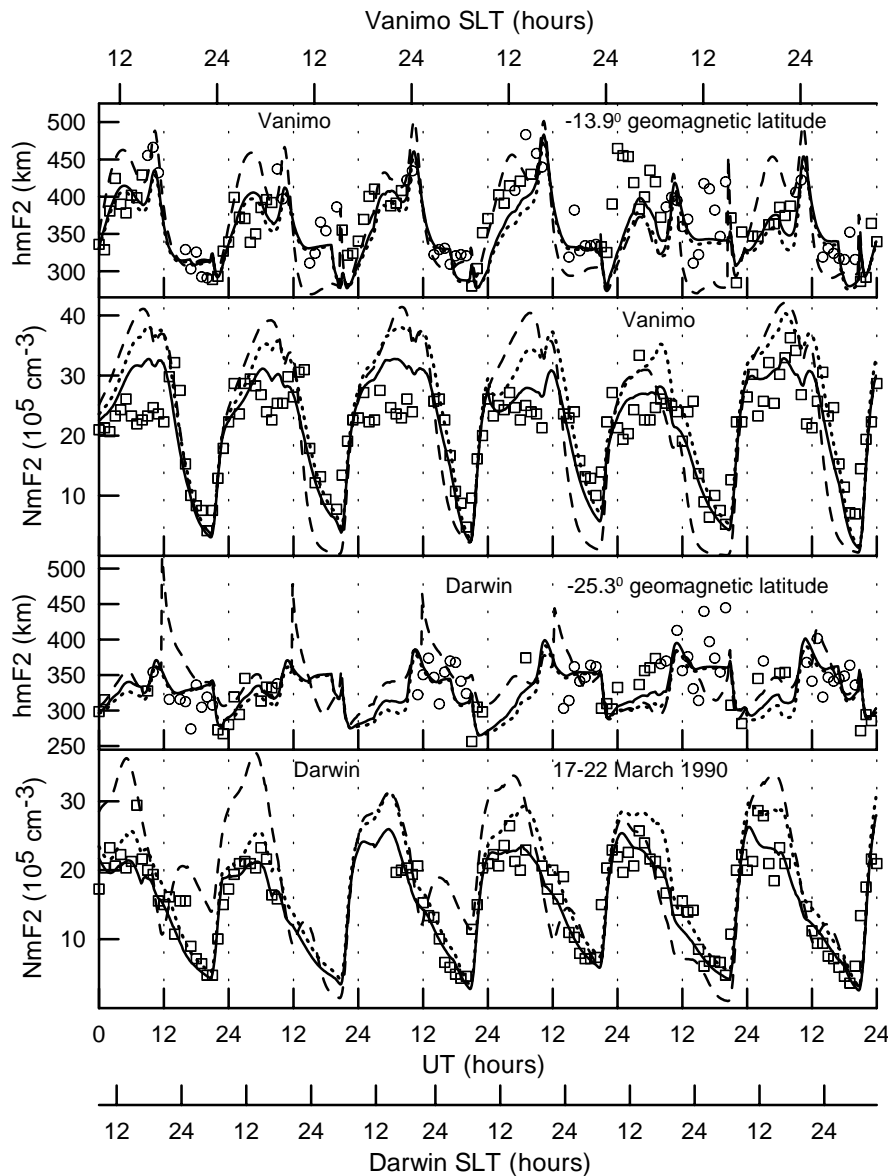 Vanimo SLT (hours)
12 24 12 24 12 24 12 24
Vanimo -13.9⁰ geomagnetic latitude
hmF2 (km)
500
450
400
350
300
Vanimo
NmF2 (10⁵ cm⁻³)
40
30
20
10
Darwin -25.3⁰ geomagnetic latitude
hmF2 (km)
500
450
400
350
300
250
Darwin 17-22 March 1990
NmF2 (10⁵ cm⁻³)
30
20
10
0 12 24 12 24 12 24 12 24 12 24 12 24
UT (hours)
12 24 12 24 12 24 12 24 12 24 12 24
Darwin SLT (hours)